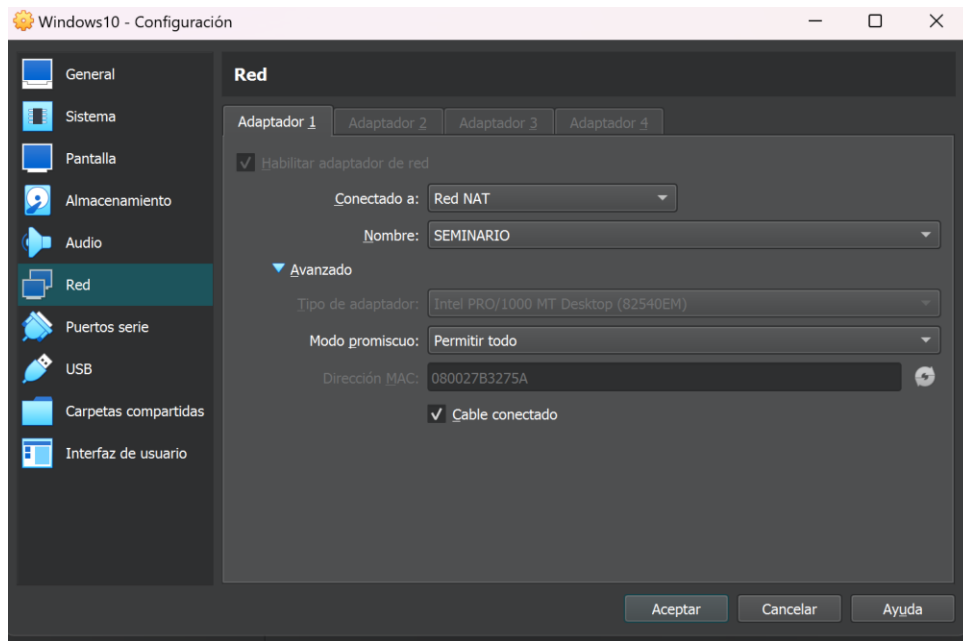 Windows10 - Configuración
General
Sistema
Pantalla
Almacenamiento
Audio
Red
Puertos serie
USB
Carpetas compartidas
Interfaz de usuario
Red
Adaptador 1 Adaptador 2 Adaptador 3 Adaptador 4
Habilitar adaptador de red
Conectado a: Red NAT
Nombre: SEMINARIO
Avanzado
Tipo de adaptador: Intel PRO/1000 MT Desktop (82540EM)
Modo promiscuo: Permitir todo
Dirección MAC: 080027B3275A
Cable conectado
Aceptar Cancelar Ayuda